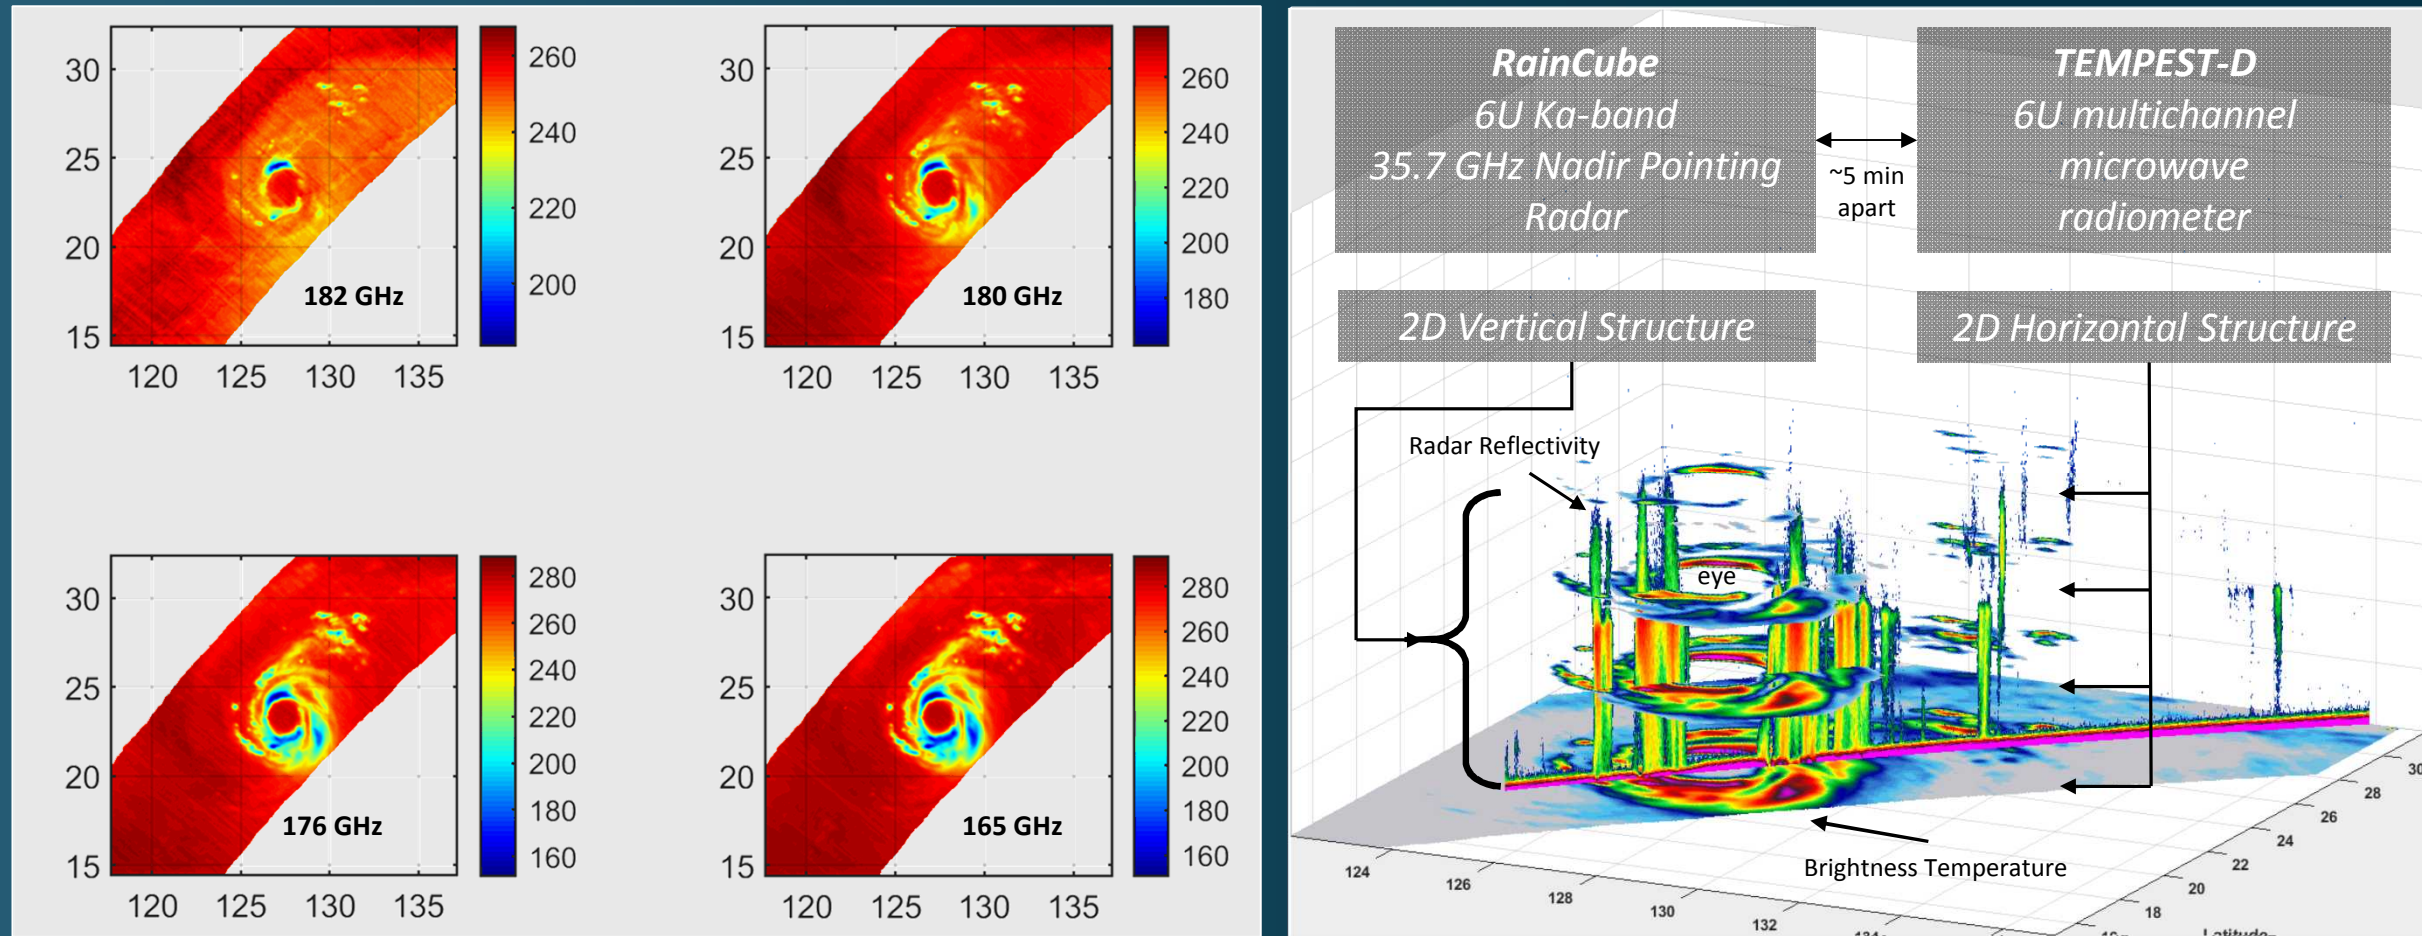 30
25
20
15
120 125 130 135
260
240
220
200
182 GHz
30
25
20
15
120 125 130 135
260
240
220
200
180
180 GHz
30
25
20
15
120 125 130 135
280
260
240
220
200
180
160
176 GHz
30
25
20
15
120 125 130 135
280
260
240
220
200
180
160
165 GHz
RainCube
6U Ka-band
35.7 GHz Nadir Pointing
Radar
~5 min
apart
TEMPEST-D
6U multichannel
microwave
radiometer
2D Vertical Structure
2D Horizontal Structure
Radar Reflectivity
eye
Brightness Temperature
124
126
128
130
132
18
20
22
24
26
28
30